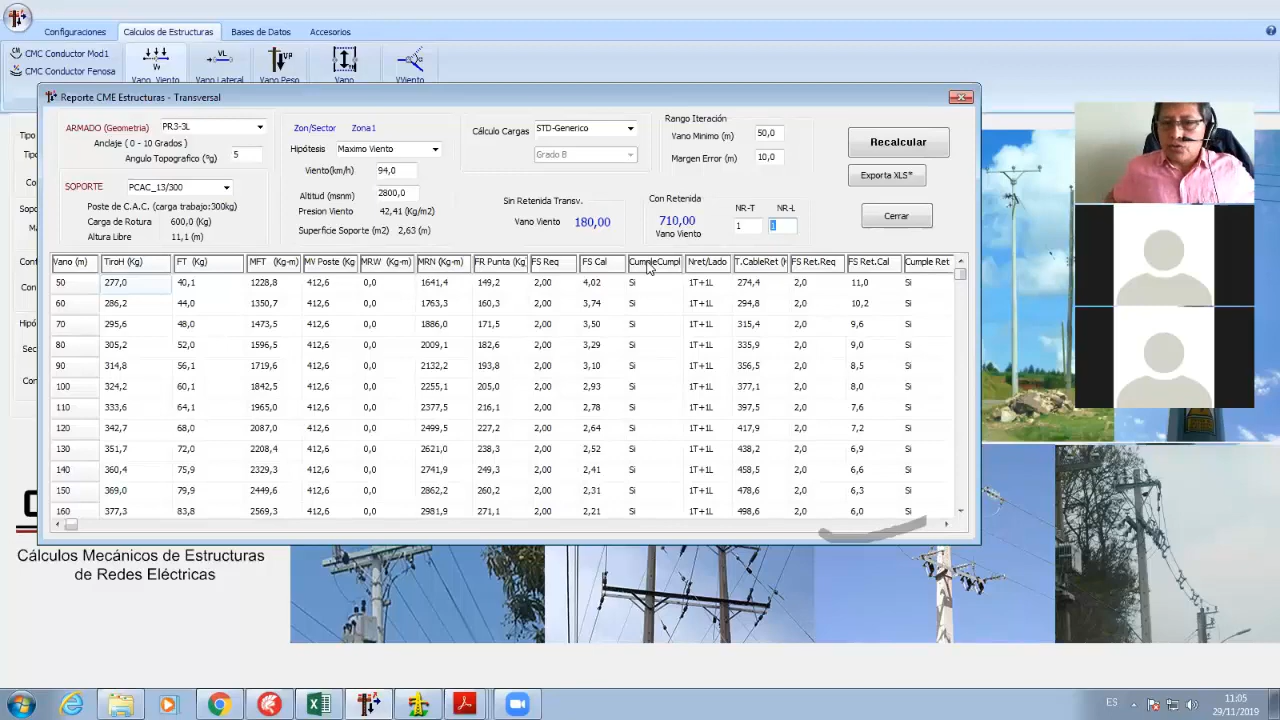 Configuraciones
Calculos de Estructuras
Bases de Datos
Accesorios
CMC Conductor Mod1
CMC Conductor Fenosa
Vano_Viento
Vano Lateral
Vano Peso
Vano
VViento
Reporte CME Estructuras - Transversal
ARMADO (Geometria)
PR3-3L
Anclaje ( 0 - 10 Grados )
Angulo Topografico (ºg)
5
SOPORTE
PCAC_13/300
Poste de C.A.C. (carga trabajo:300kg)
Carga de Rotura
600,0 (Kg)
Altura Libre
11,1 (m)
Zon/Sector
Zona1
Hipótesis
Maximo Viento
Viento(km/h)
94,0
Altitud (msnm)
2800,0
Presion Viento
42,41 (Kg/m2)
Superficie Soporte (m2)
2,63 (m)
Cálculo Cargas
STD-Generico
Grado B
Sin Retenida Transv.
Vano Viento
180,00
Rango Iteración
Vano Minimo (m)
50,0
Margen Error (m)
10,0
Con Retenida
710,00
Vano Viento
NR-T
NR-L
1
1
Recalcular
Exporta XLS*
Cerrar
Vano (m) TiroH (Kg) FT (Kg) MFT (Kg-m) MV Poste (Kg MRW (Kg-m) MRN (Kg-m) FR Punta (Kg FS Req FS Cal CumpleCumpl Nret/Lado T.CableRet (K FS Ret.Req FS Ret.Cal Cumple Ret
50 277,0 40,1 1228,8 412,6 0,0 1641,4 149,2 2,00 4,02 Si 1T+1L 274,4 2,0 11,0 Si
60 286,2 44,0 1350,7 412,6 0,0 1763,3 160,3 2,00 3,74 Si 1T+1L 294,8 2,0 10,2 Si
70 295,6 48,0 1473,5 412,6 0,0 1886,0 171,5 2,00 3,50 Si 1T+1L 315,4 2,0 9,6 Si
80 305,2 52,0 1596,5 412,6 0,0 2009,1 182,6 2,00 3,29 Si 1T+1L 335,9 2,0 9,0 Si
90 314,8 56,1 1719,6 412,6 0,0 2132,2 193,8 2,00 3,10 Si 1T+1L 356,5 2,0 8,5 Si
100 324,2 60,1 1842,5 412,6 0,0 2255,1 205,0 2,00 2,93 Si 1T+1L 377,1 2,0 8,0 Si
110 333,6 64,1 1965,0 412,6 0,0 2377,5 216,1 2,00 2,78 Si 1T+1L 397,5 2,0 7,6 Si
120 342,7 68,0 2087,0 412,6 0,0 2499,5 227,2 2,00 2,64 Si 1T+1L 417,9 2,0 7,2 Si
130 351,7 72,0 2208,4 412,6 0,0 2621,0 238,3 2,00 2,52 Si 1T+1L 438,2 2,0 6,9 Si
140 360,4 75,9 2329,3 412,6 0,0 2741,9 249,3 2,00 2,41 Si 1T+1L 458,5 2,0 6,6 Si
150 369,0 79,9 2449,6 412,6 0,0 2862,2 260,2 2,00 2,31 Si 1T+1L 478,6 2,0 6,3 Si
160 377,3 83,8 2569,3 412,6 0,0 2981,9 271,1 2,00 2,21 Si 1T+1L 498,6 2,0 6,0 Si
Cálculos Mecánicos de Estructuras
de Redes Eléctricas
ES
11:05
29/11/2019